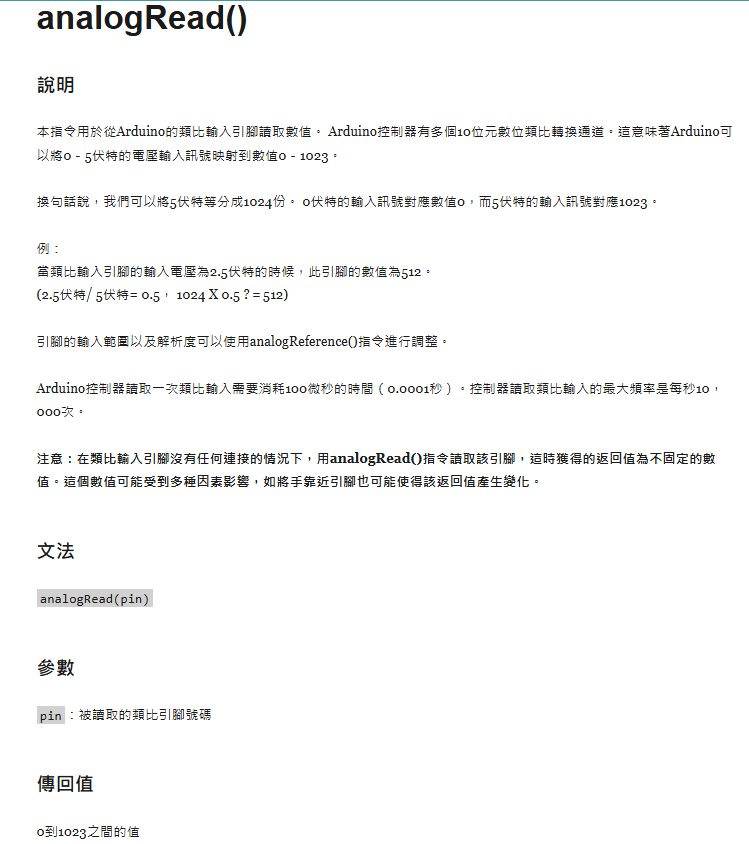 analogRead()
說明
本指令用於從Arduino的類比輸入引腳讀取數值。 Arduino控制器有多個10位元數位類比轉換通道。這意味著Arduino可
以將0 - 5伏特的電壓輸入訊號映射到數值0 - 1023。
換句話說，我們可以將5伏特等分成1024份。 0伏特的輸入訊號對應數值0，而5伏特的輸入訊號對應1023。
例：
當類比輸入引腳的輸入電壓為2.5伏特的時候，此引腳的數值為512。
(2.5伏特/ 5伏特= 0.5， 1024 X 0.5 ? = 512)
引腳的輸入範圍以及解析度可以使用analogReference()指令進行調整。
Arduino控制器讀取一次類比輸入需要消耗100微秒的時間（0.0001秒）。控制器讀取類比輸入的最大頻率是每秒10，
000次。
注意：在類比輸入引腳沒有任何連接的情況下，用analogRead()指令讀取該引腳，這時獲得的返回值為不固定的數
值。這個數值可能受到多種因素影響，如將手靠近引腳也可能使得該返回值產生變化。
文法
analogRead(pin)
參數
pin：被讀取的類比引腳號碼
傳回值
0到1023之間的值